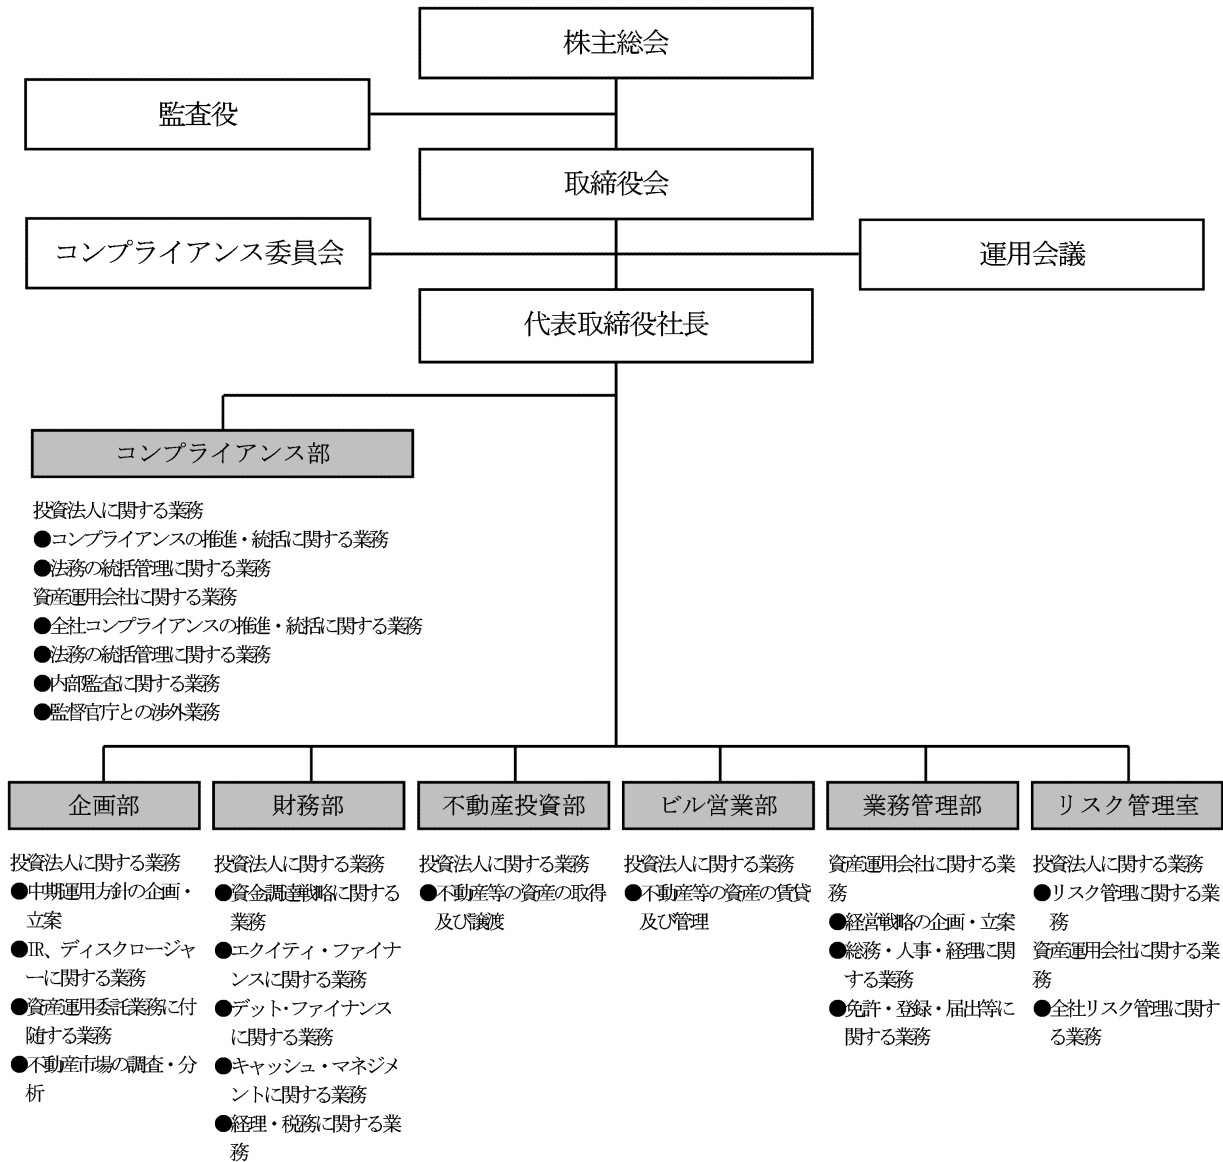 株主総会
監査役
取締役会
コンプライアンス委員会
運用会議
代表取締役社長
コンプライアンス部
投資法人に関する業務
●コンプライアンスの推進・統括に関する業務
●法務の統括管理に関する業務
資産運用会社に関する業務
●全社コンプライアンスの推進・統括に関する業務
●法務の統括管理に関する業務
●内部監査に関する業務
●監督官庁との渉外業務
企画部
投資法人に関する業務
●中期運用方針の企画・
立案
●IR、ディスクロージャ
ーに関する業務
●資産運用委託業務に付
随する業務
●不動産市場の調査・分
析
財務部
投資法人に関する業務
●資金調達戦略に関する
業務
●エクイティ・ファイナ
ンスに関する業務
●デット・ファイナンス
に関する業務
●キャッシュ・マネジメ
ントに関する業務
●経理・税務に関する業
務
不動産投資部
投資法人に関する業務
●不動産等の資産の取得
及び譲渡
ビル営業部
投資法人に関する業務
●不動産等の資産の賃貸
及び管理
業務管理部
資産運用会社に関する業
務
●経営戦略の企画・立案
●総務・人事・経理に関
する業務
●免許・登録・届出等に
関する業務
リスク管理室
投資法人に関する業務
●リスク管理に関する業
務
資産運用会社に関する業
務
●全社リスク管理に関す
る業務